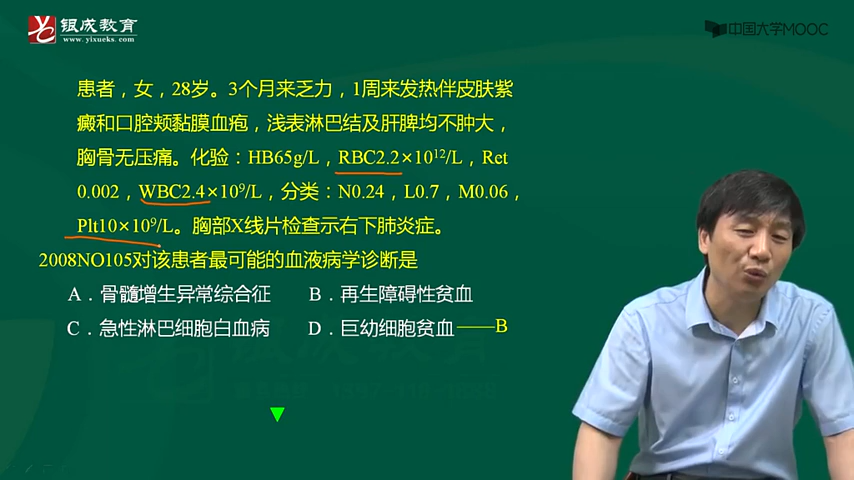 银成教育
www.yixueks.com
中国大学MOOC
患者，女，28岁。3个月来乏力，1周来发热伴皮肤紫
癜和口腔颊黏膜血疱，浅表淋巴结及肝脾均不肿大，
胸骨无压痛。化验：HB65g/L，RBC2.2×10¹²/L，Ret
0.002，WBC2.4×10⁹/L，分类：N0.24，L0.7，M0.06，
Plt10×10⁹/L。胸部X线片检查示右下肺炎症。
2008NO105对该患者最可能的血液病学诊断是
A．骨髓增生异常综合征 B．再生障碍性贫血
C．急性淋巴细胞白血病 D．巨幼细胞贫血——B
银成教育